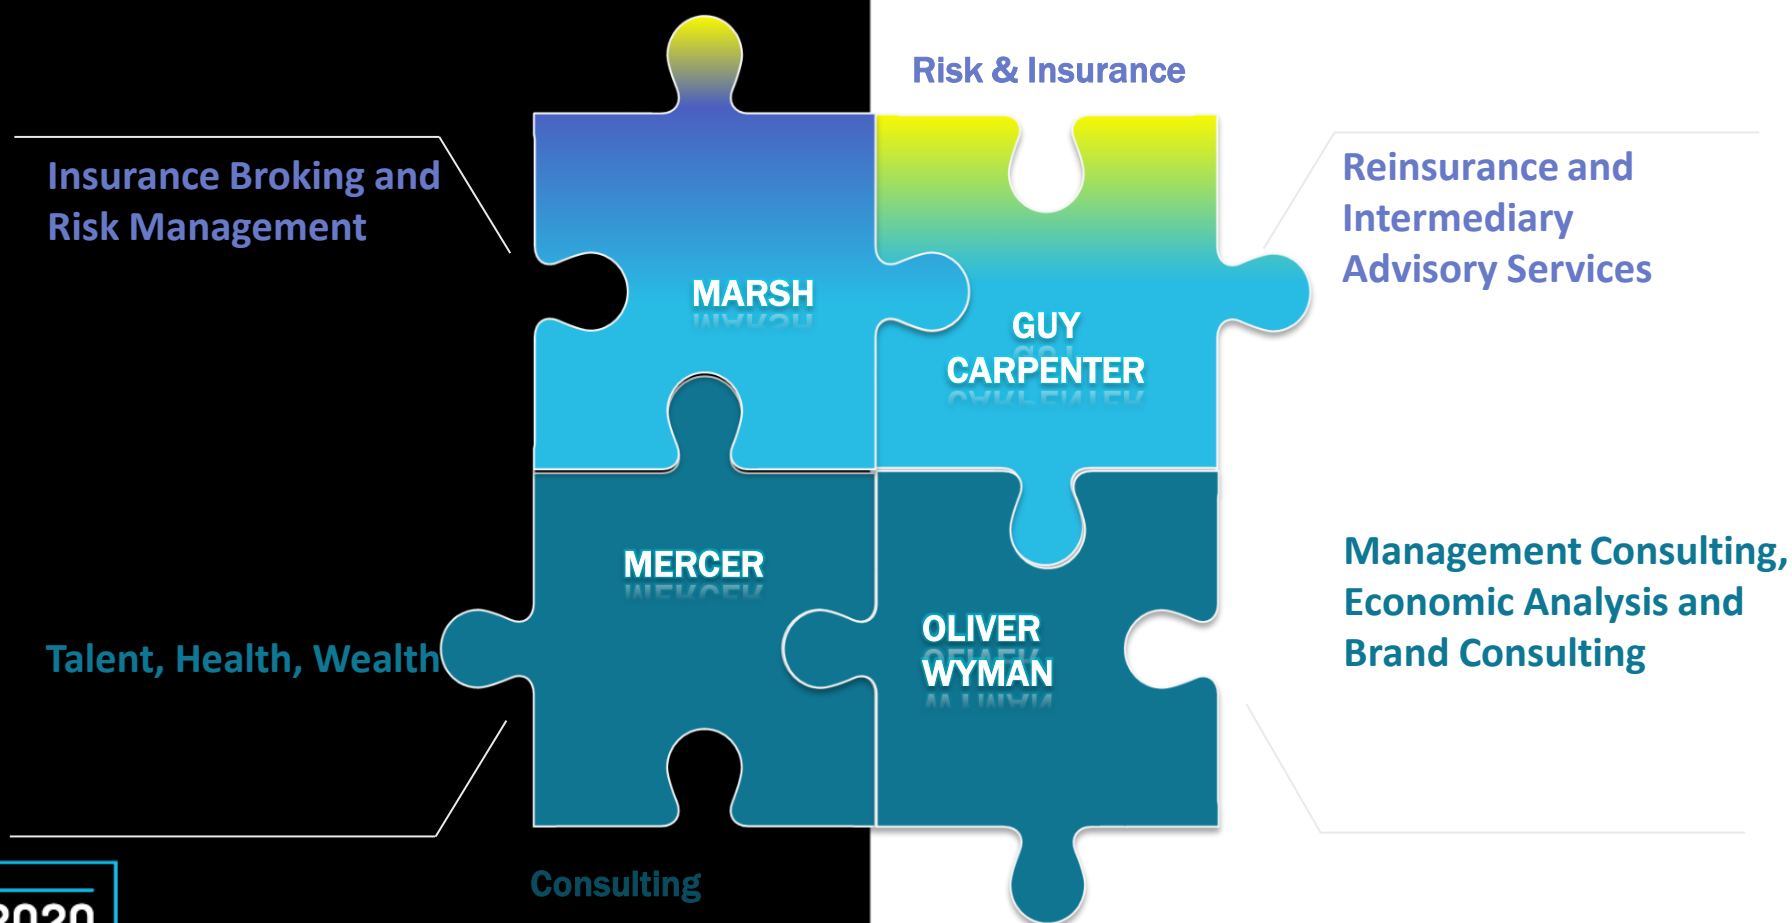 Risk & Insurance
Insurance Broking and
Risk Management
Reinsurance and
Intermediary
Advisory Services
MARSH
GUY
CARPENTER
MERCER
OLIVER
WYMAN
Talent, Health, Wealth
Management Consulting,
Economic Analysis and
Brand Consulting
Consulting
2020